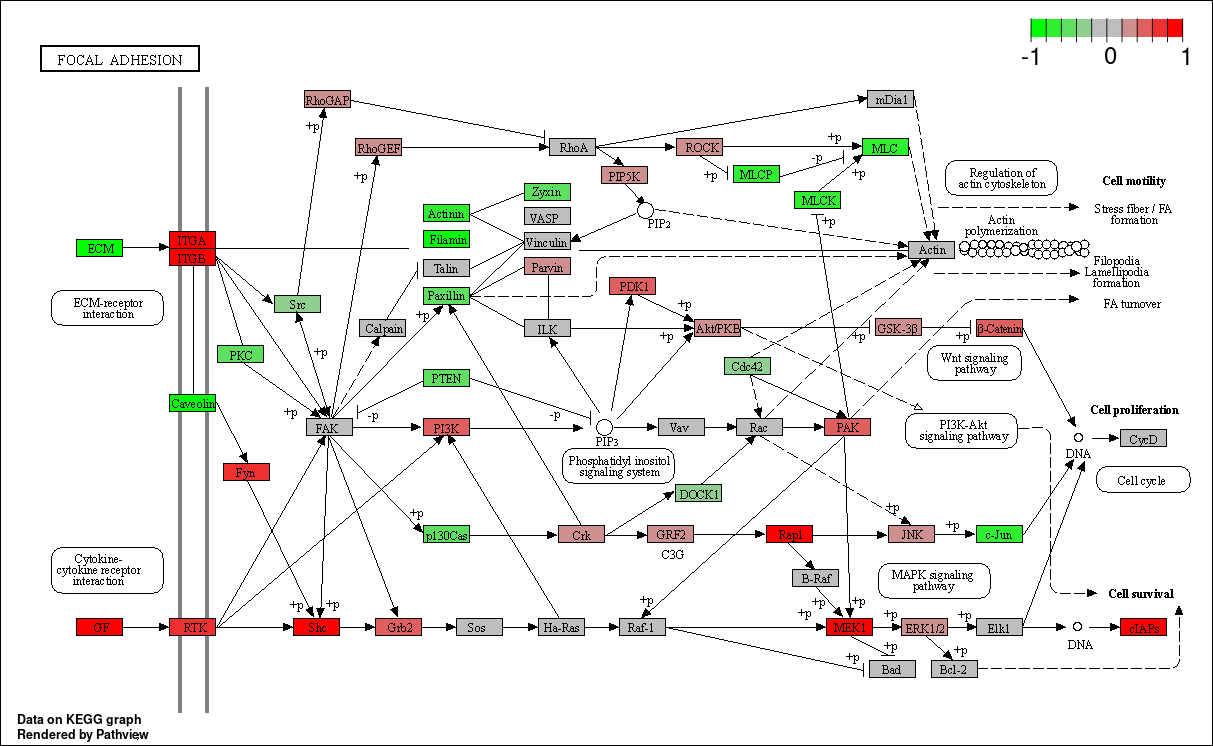 -1 0 1
FOCAL ADHESION
RhoGAP
mDia1
+p
RhoGEF
RhoA
ROCK
+p
MLC
+p
PIP5K
+p
MLCP
-p
+p
Regulation of
actin cytoskeleton
Cell motility
Zyxin
MLCK
Actinin
VASP
PIP2
+p
Stress fiber / FA
formation
Actin
polymerization
ECM
ITGA
ITGB
Filamin
Vinculin
Actin
Talin
Parvin
Filopodia
Lamellipodia
formation
ECM-receptor
interaction
Src
Paxillin
PDK1
+p
FA turnover
+p
Calpain
ILK
+p
Akt/PKB
+p
GSK-3β
+p
β-Catenin
PKC
+p
Wnt signaling
pathway
Cdc42
PTEN
Caveolin
+p
-p
-p
Cell proliferation
FAK
PI3K
PIP3
Vav
Rac
PAK
PI3K-Akt
signaling pathway
CycD
DNA
Fyn
Phosphatidyl inositol
signaling system
Cell cycle
DOCK1
+p
+p
p130Cas
Crk
GRF2
C3G
Rap1
JNK
+p
c-Jun
Cytokine-
cytokine receptor
interaction
B-Raf
MAPK signaling
pathway
Cell survival
+p
+p
+p
+p
+p
+p
+p
+p
GF
RTK
Shc
Grb2
Sos
Ha-Ras
Raf-1
MEK1
ERK1/2
Elk1
DNA
cIAPs
+p
+p
+p
Bad
Bcl-2
Data on KEGG graph
Rendered by Pathview